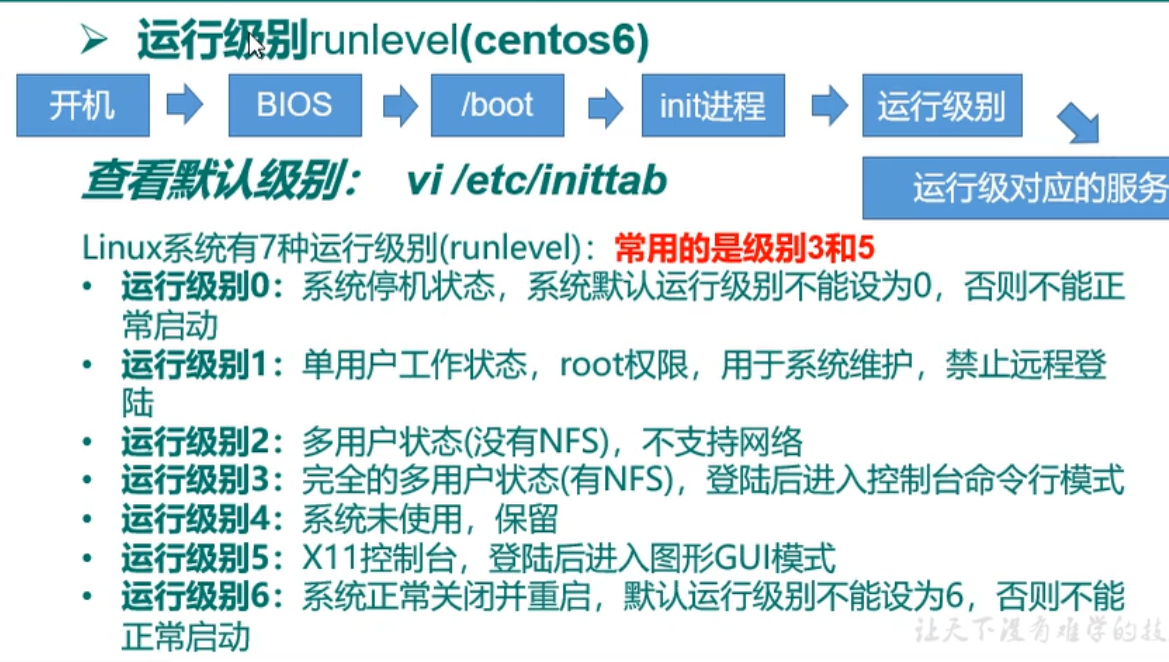 运行级别runlevel(centos6)
开机
BIOS
/boot
init进程
运行级别
查看默认级别： vi /etc/inittab
运行级对应的服务
Linux系统有7种运行级别(runlevel)：常用的是级别3和5
• 运行级别0：系统停机状态，系统默认运行级别不能设为0，否则不能正
常启动
• 运行级别1：单用户工作状态，root权限，用于系统维护，禁止远程登
陆
• 运行级别2：多用户状态(没有NFS)，不支持网络
• 运行级别3：完全的多用户状态(有NFS)，登陆后进入控制台命令行模式
• 运行级别4：系统未使用，保留
• 运行级别5：X11控制台，登陆后进入图形GUI模式
• 运行级别6：系统正常关闭并重启，默认运行级别不能设为6，否则不能
正常启动
让天下没有难学的技